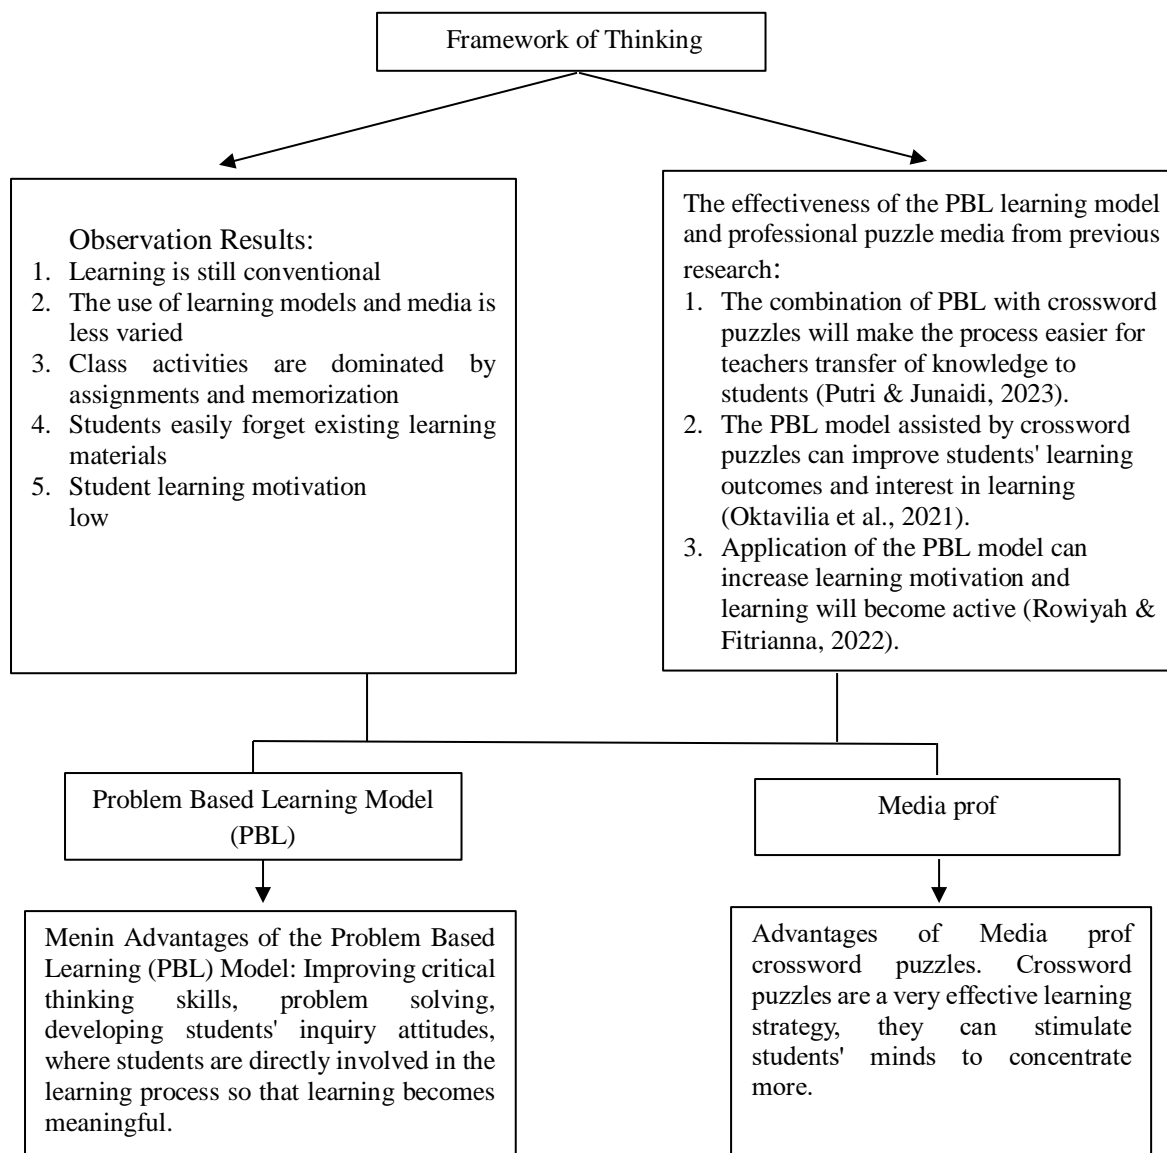 Framework of Thinking
Observation Results:
1. Learning is still conventional
2. The use of learning models and media is
less varied
3. Class activities are dominated by
assignments and memorization
4. Students easily forget existing learning
materials
5. Student learning motivation
low
The effectiveness of the PBL learning model
and professional puzzle media from previous
research:
1. The combination of PBL with crossword
puzzles will make the process easier for
teachers transfer of knowledge to
students (Putri & Junaidi, 2023).
2. The PBL model assisted by crossword
puzzles can improve students' learning
outcomes and interest in learning
(Oktavilia et al., 2021).
3. Application of the PBL model can
increase learning motivation and
learning will become active (Rowiyah &
Fitrianna, 2022).
Problem Based Learning Model
(PBL)
Media prof
Menin Advantages of the Problem Based
Learning (PBL) Model: Improving critical
thinking skills, problem solving,
developing students' inquiry attitudes,
where students are directly involved in the
learning process so that learning becomes
meaningful.
Advantages of Media prof
crossword puzzles. Crossword
puzzles are a very effective learning
strategy, they can stimulate
students' minds to concentrate
more.